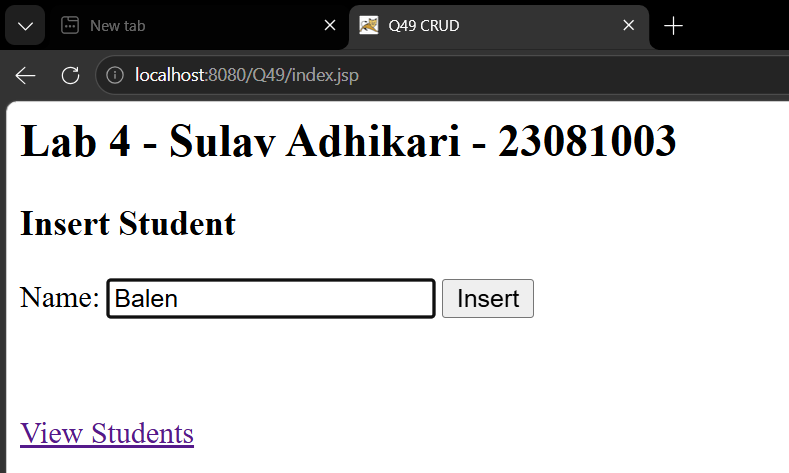 New tab
Q49 CRUD
localhost:8080/Q49/index.jsp
Lab 4 - Sulav Adhikari - 23081003
Insert Student
Name: Balen Insert
View Students